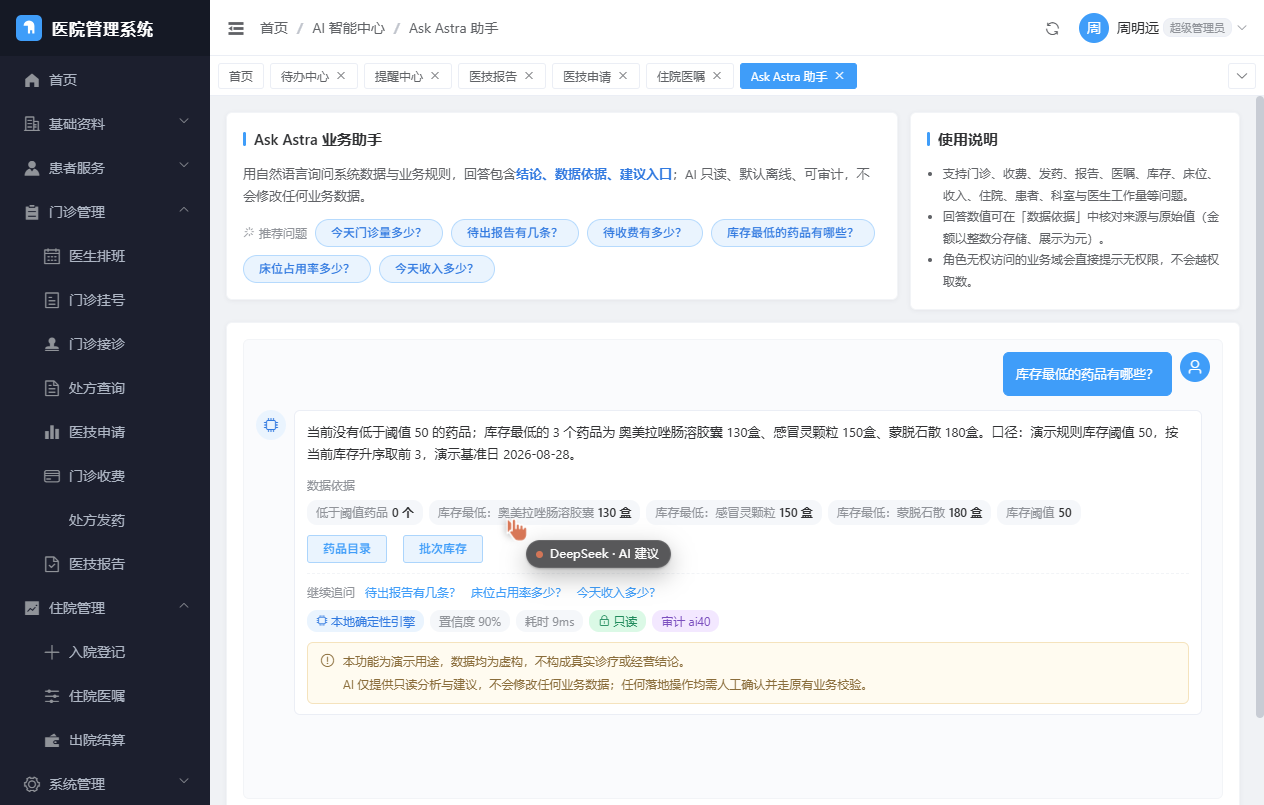 医院管理系统
首页 / AI 智能中心 / Ask Astra 助手
周 周明远 超级管理员
首页
待办中心 ×
提醒中心 ×
医技报告 ×
医技申请 ×
住院医嘱 ×
Ask Astra 助手 ×
首页
基础资料
患者服务
门诊管理
医生排班
门诊挂号
门诊接诊
处方查询
医技申请
门诊收费
处方发药
医技报告
住院管理
入院登记
住院医嘱
出院结算
系统管理
Ask Astra 业务助手
用自然语言询问系统数据与业务规则，回答包含结论、数据依据、建议入口；AI 只读、默认离线、可审计，不
会修改任何业务数据。
推荐问题 今天门诊量多少? 待出报告有几条? 待收费有多少? 库存最低的药品有哪些?
床位占用率多少? 今天收入多少?
使用说明
• 支持门诊、收费、发药、报告、医嘱、库存、床位、
收入、住院、患者、科室与医生工作量等问题。
• 回答数值可在「数据依据」中核对来源与原始值（金
额以整数分存储、展示为元）。
• 角色无权访问的业务域会直接提示无权限，不会越权
取数。
库存最低的药品有哪些?
当前没有低于阈值 50 的药品；库存最低的 3 个药品为 奥美拉唑肠溶胶囊 130盒、感冒灵颗粒 150盒、蒙脱石散 180盒。口径：演示规则库存阈值 50，按
当前库存升序取前 3，演示基准日 2026-08-28。
数据依据
低于阈值药品 0 个 库存最低：奥美拉唑肠溶胶囊 130 盒 库存最低：感冒灵颗粒 150 盒 库存最低：蒙脱石散 180 盒 库存阈值 50
药品目录 批次库存
DeepSeek · AI 建议
继续追问 待出报告有几条? 床位占用率多少? 今天收入多少?
本地确定性引擎 置信度 90% 耗时 9ms 只读 审计 ai40
本功能为演示用途，数据均为虚构，不构成真实诊疗或经营结论。
AI 仅提供只读分析与建议，不会修改任何业务数据；任何落地操作均需人工确认并走原有业务校验。